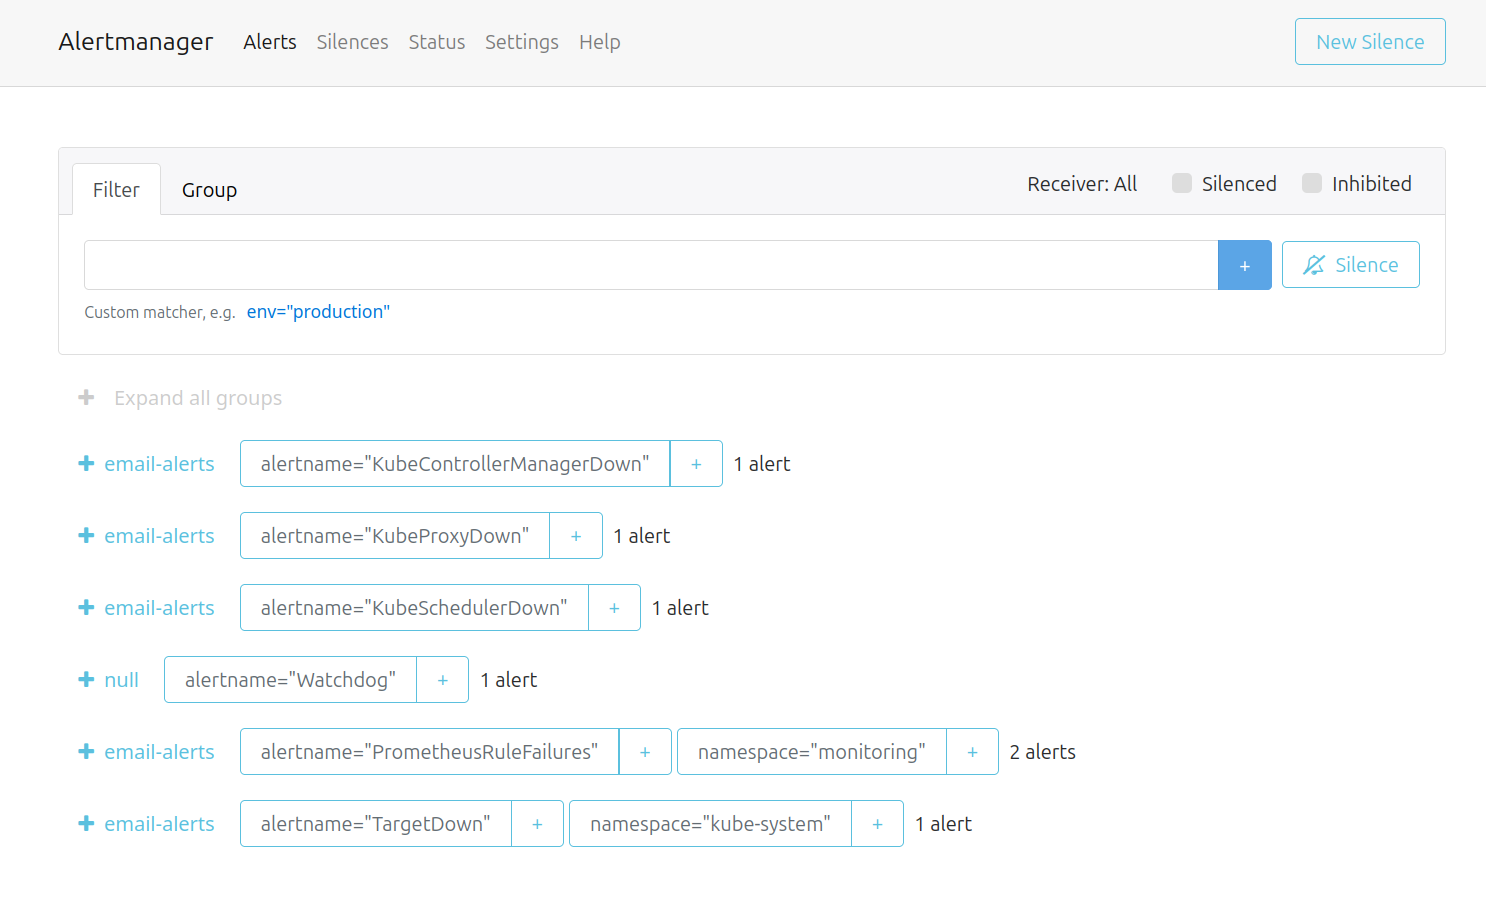 Alertmanager Alerts Silences Status Settings Help New Silence
Filter Group Receiver: All Silenced Inhibited
+ Silence
Custom matcher, e.g. env="production"
+ Expand all groups
+ email-alerts alertname="KubeControllerManagerDown" + 1 alert
+ email-alerts alertname="KubeProxyDown" + 1 alert
+ email-alerts alertname="KubeSchedulerDown" + 1 alert
+ null alertname="Watchdog" + 1 alert
+ email-alerts alertname="PrometheusRuleFailures" + namespace="monitoring" + 2 alerts
+ email-alerts alertname="TargetDown" + namespace="kube-system" + 1 alert